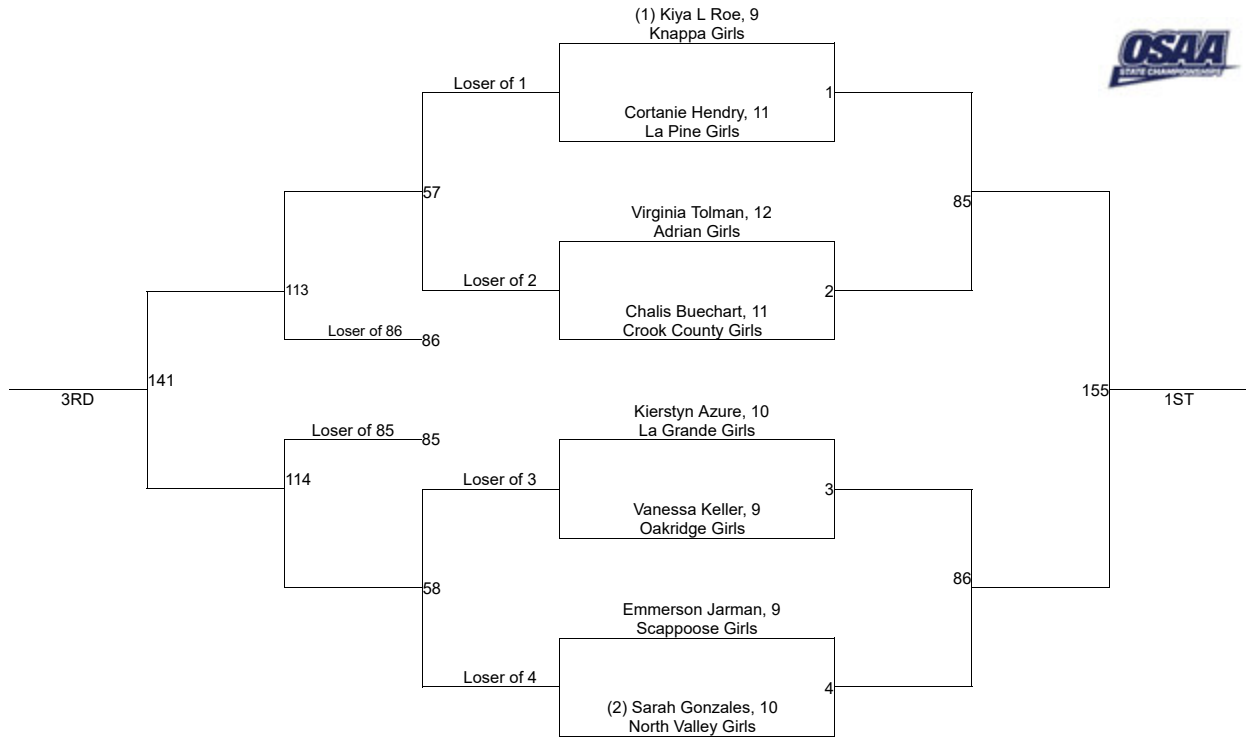 (1) Kiya L Roe, 9
Knappa Girls
OSAA
STATE CHAMPIONSHIPS
Loser of 1
1
Cortanie Hendry, 11
La Pine Girls
57
85
Virginia Tolman, 12
Adrian Girls
Loser of 2
2
113
Chalis Buechart, 11
Crook County Girls
Loser of 86
86
141
3RD
155
1ST
Kierstyn Azure, 10
La Grande Girls
Loser of 85
85
114
Loser of 3
3
Vanessa Keller, 9
Oakridge Girls
58
86
Emmerson Jarman, 9
Scappoose Girls
Loser of 4
4
(2) Sarah Gonzales, 10
North Valley Girls